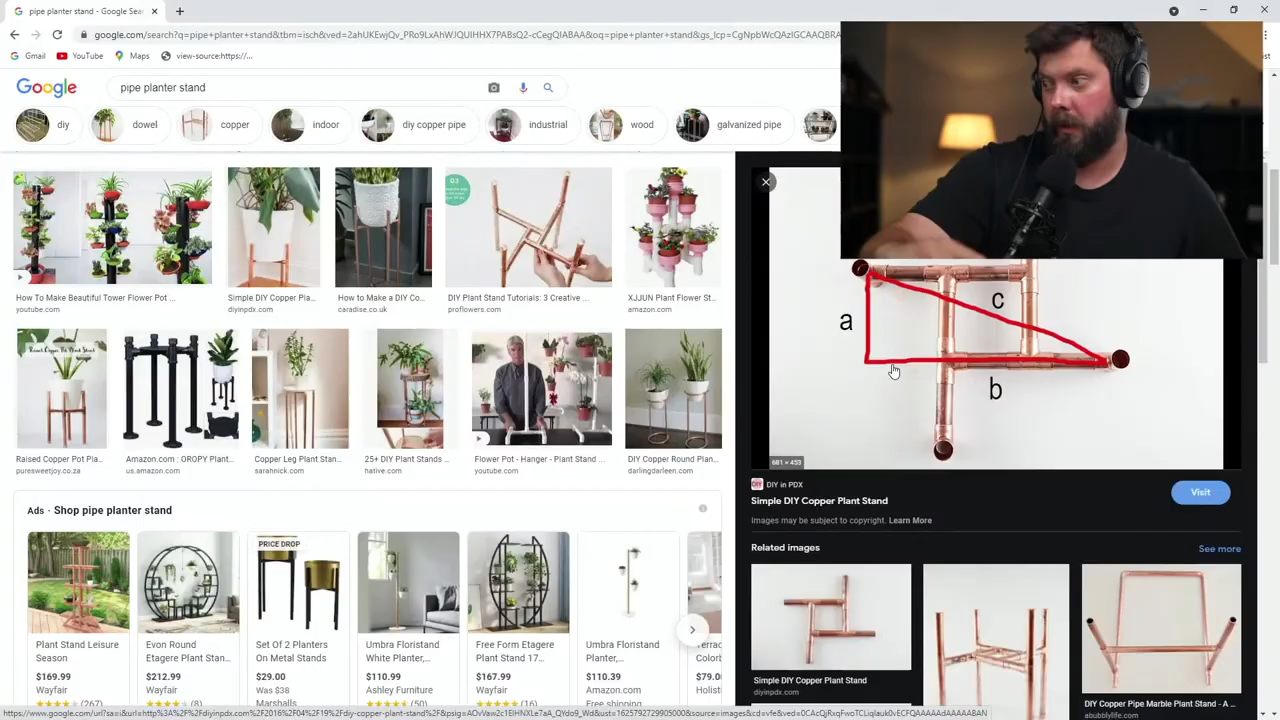 pipe planter stand - Google Sea
google.com/search?q=pipe+planter+stand&tbm=isch&ved=
Gmail
YouTube
Maps
view-source:https://...
Google
pipe planter stand
diy
dowel
copper
indoor
diy copper pipe
industrial
wood
galvanized pipe
How To Make Beautiful Tower Flower Pot ...
youtube.com
Simple DIY Copper Pla...
diyinpdx.com
How to Make a DIY Co...
caradise.co.uk
DIY Plant Stand Tutorials: 3 Creative ...
proflowers.com
XJJUN Plant Flower St...
amazon.com
Raised Copper Pot Pla...
puresweetjoy.co.za
Amazon.com : OROPY Plant...
us.amazon.com
Copper Leg Plant Stan...
sarahnick.com
25+ DIY Plant Stands ...
hative.com
Flower Pot - Hanger - Plant Stand ...
youtube.com
DIY Copper Round Plan...
darlingdarleen.com
Ads · Shop pipe planter stand
PRICE DROP
Plant Stand Leisure
Season
$169.99
Wayfair
(267)
Evon Round
Etagere Plant Stan...
$212.99
Wayfair
(8)
Set Of 2 Planters
On Metal Stands
$29.00
Was $38
Marshalls
Umbra Floristand
White Planter,
$110.99
Ashley Furniture
(50)
Free Form Etagere
Plant Stand 17...
$167.99
Wayfair
(16)
Umbra Floristand
Planter,...
$110.39
Amazon.com
Free shipping
Terrac
Colorb
$79.0
Holist
a
b
c
681 × 453
DIY in PDX
Simple DIY Copper Plant Stand
Images may be subject to copyright. Learn More
Visit
Related images
See more
Simple DIY Copper Plant Stand
diyinpdx.com
DIY Copper Pipe Marble Plant Stand - A ...
abubblylife.com